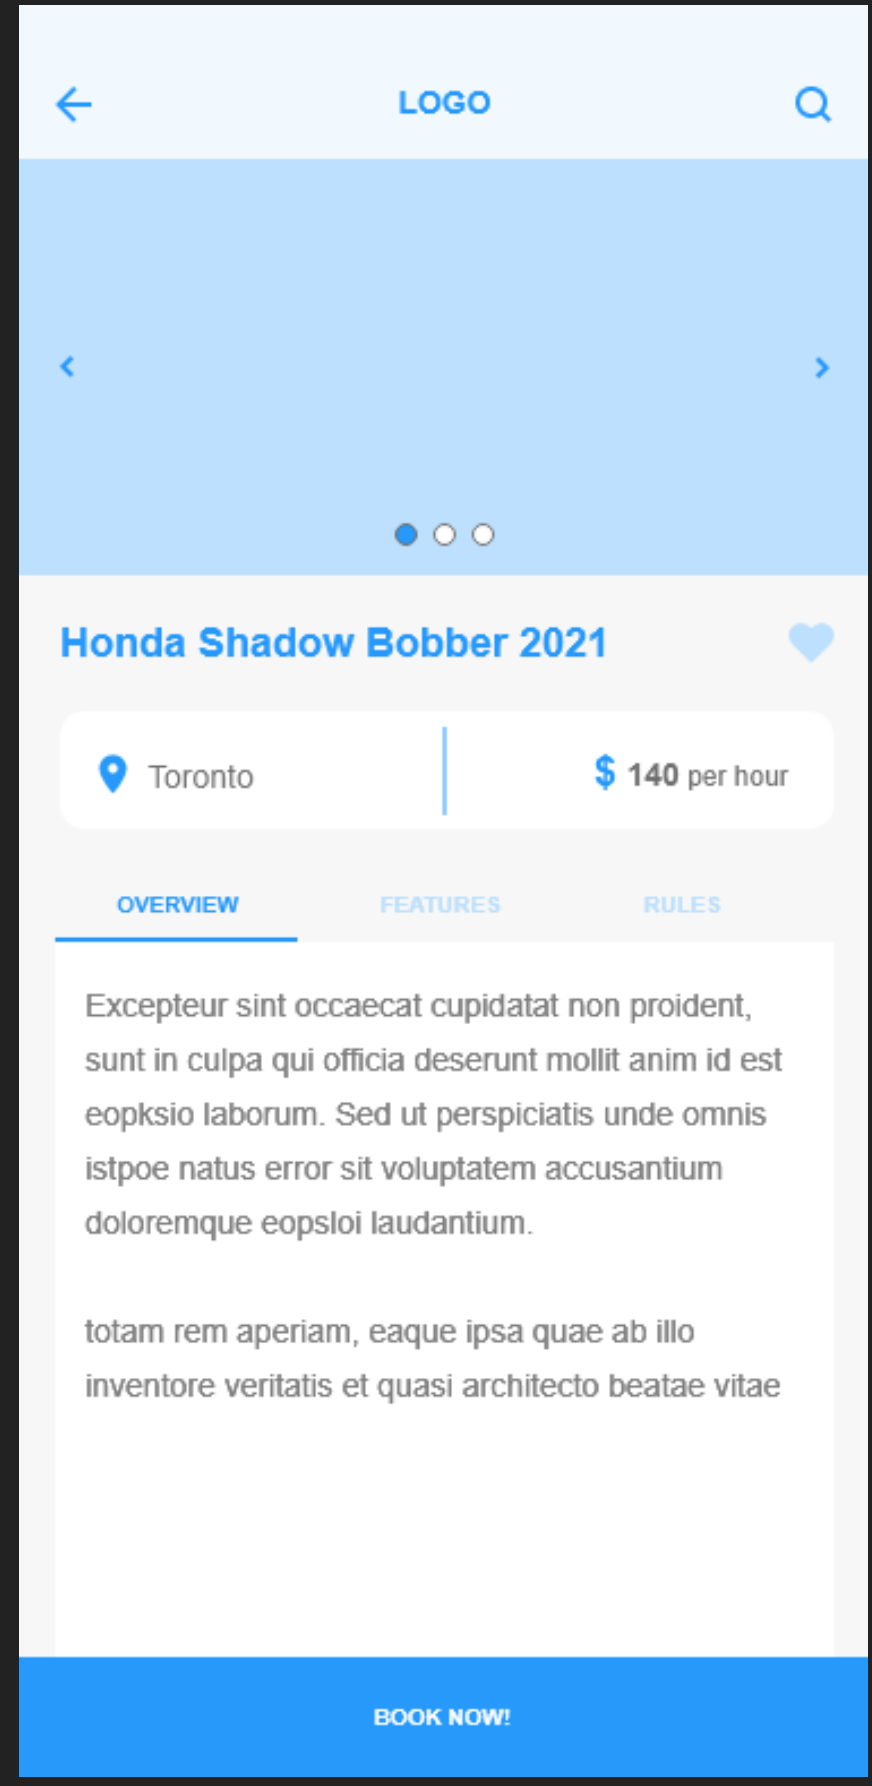 LOGO
Honda Shadow Bobber 2021
Toronto
$ 140 per hour
OVERVIEW
FEATURES
RULES
Excepteur sint occaecat cupidatat non proident,
sunt in culpa qui officia deserunt mollit anim id est
eopksio laborum. Sed ut perspiciatis unde omnis
istpoe natus error sit voluptatem accusantium
doloremque eopsloi laudantium.
totam rem aperiam, eaque ipsa quae ab illo
inventore veritatis et quasi architecto beatae vitae
BOOK NOW!